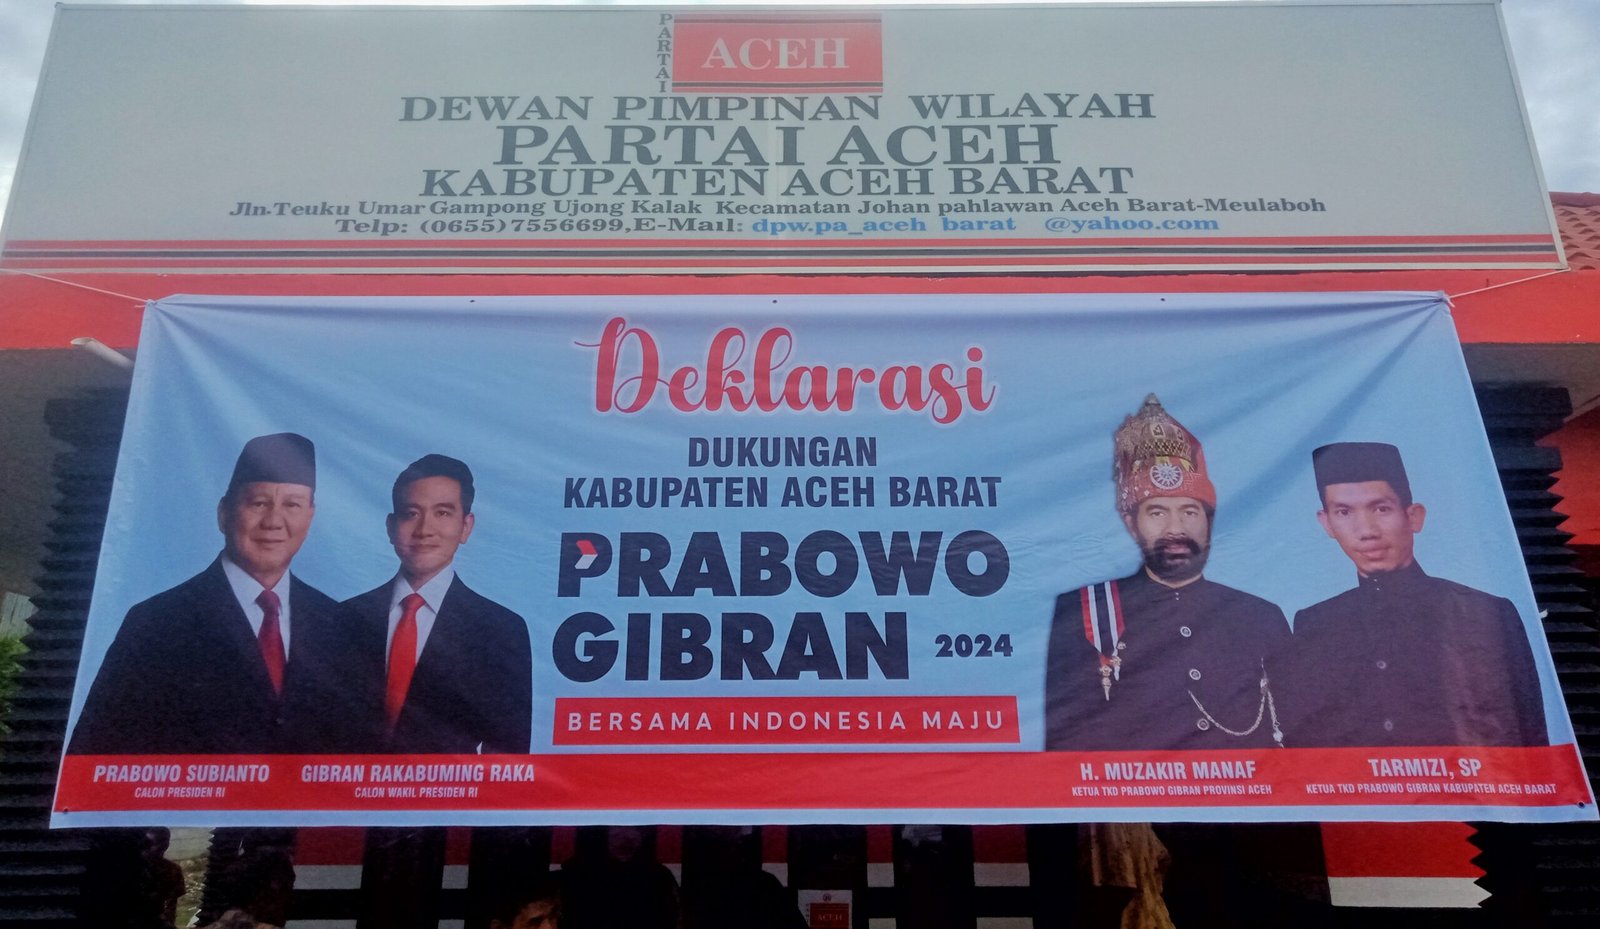 PARTAI
ACEH
DEWAN PIMPINAN WILAYAH
PARTAI ACEH
KABUPATEN ACEH BARAT
Jln.Teuku Umar Gampong Ujong Kalak Kecamatan Johan pahlawan Aceh Barat-Meulaboh
Telp: (0655)7556699,E-Mail: dpw.pa_aceh barat @yahoo.com
Deklarasi
DUKUNGAN
KABUPATEN ACEH BARAT
PRABOWO
GIBRAN 2024
BERSAMA INDONESIA MAJU
PRABOWO SUBIANTO
CALON PRESIDEN RI
GIBRAN RAKABUMING RAKA
CALON WAKIL PRESIDEN RI
H. MUZAKIR MANAF
KETUA TKD PRABOWO GIBRAN PROVINSI ACEH
TARMIZI, SP
KETUA TKD PRABOWO GIBRAN KABUPATEN ACEH BARAT
ACEH